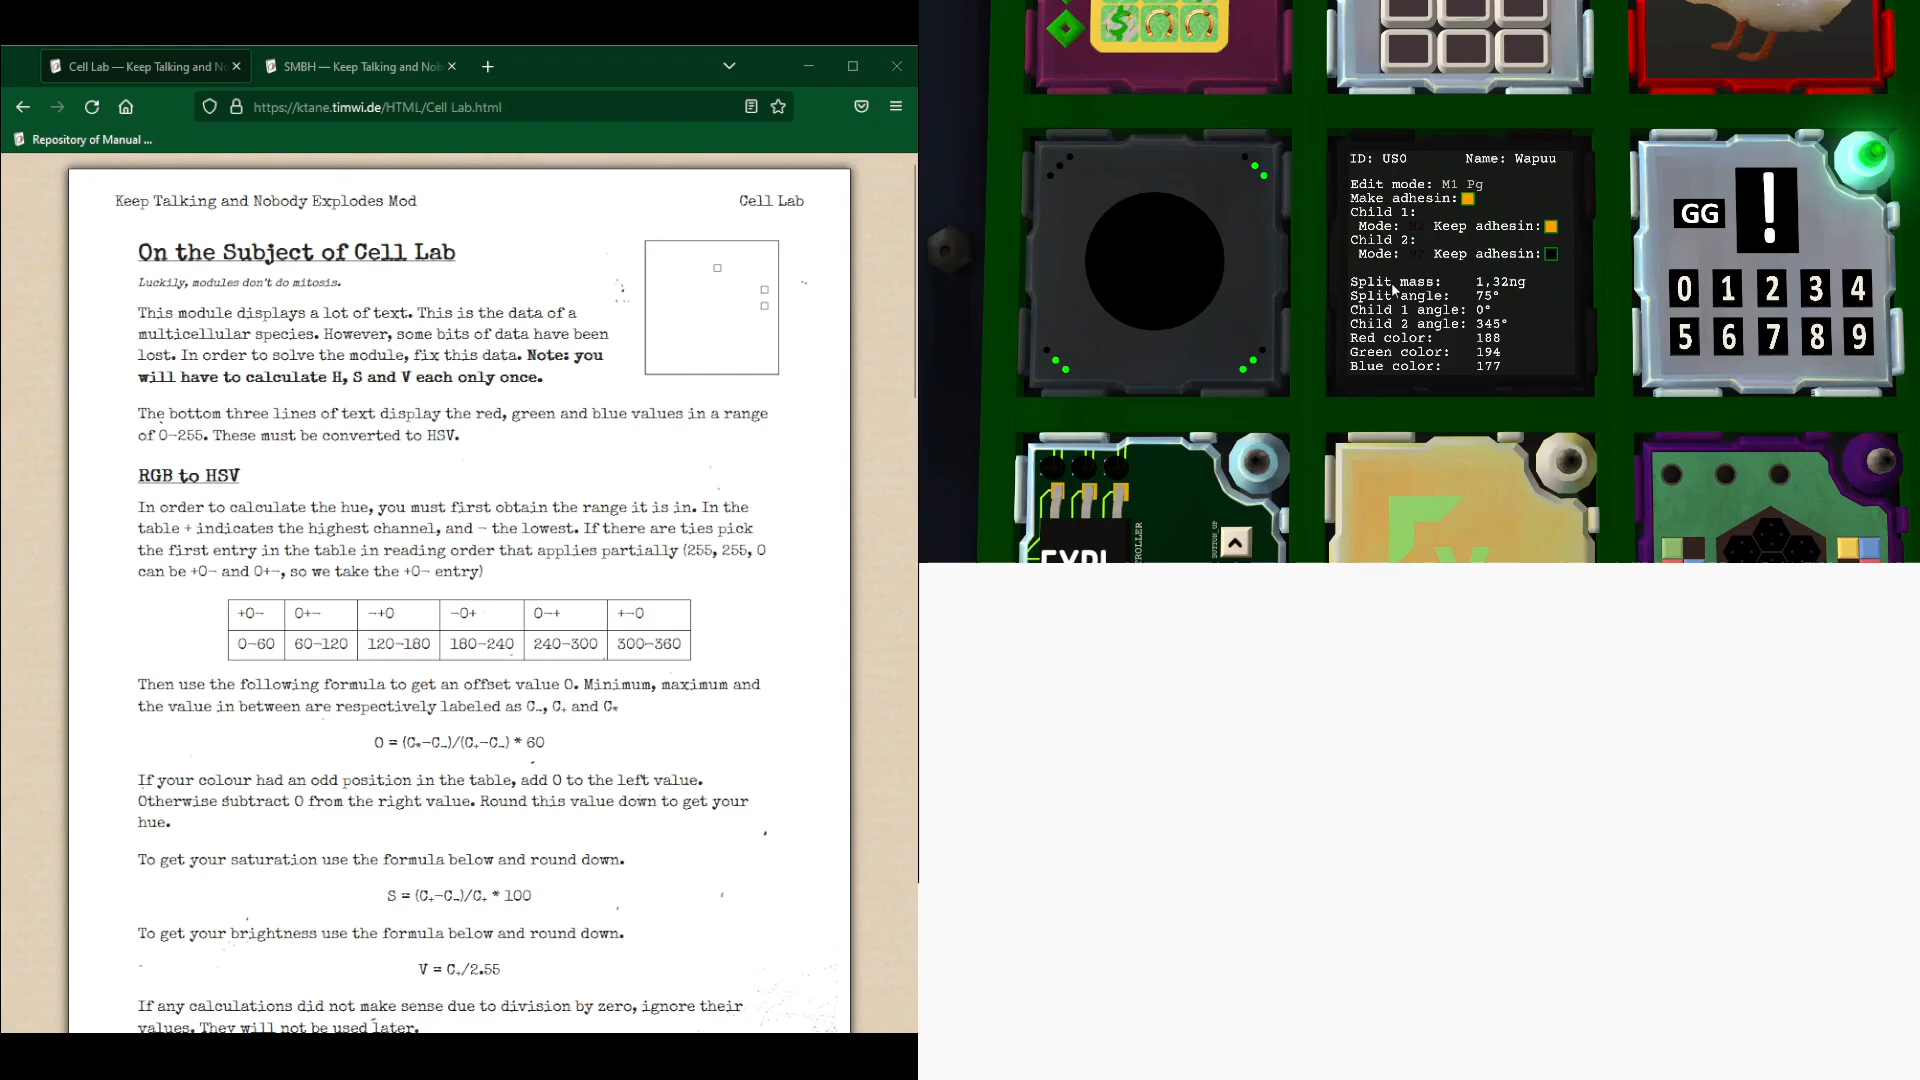 Cell Lab — Keep Talking and No
SMBH — Keep Talking and Nob
https://ktane.timwi.de/HTML/Cell Lab.html
Repository of Manual ...
Keep Talking and Nobody Explodes Mod
Cell Lab
On the Subject of Cell Lab
Luckily, modules don't do mitosis.
This module displays a lot of text. This is the data of a
multicellular species. However, some bits of data have been
lost. In order to solve the module, fix this data. Note: you
will have to calculate H, S and V each only once.
The bottom three lines of text display the red, green and blue values in a range
of 0-255. These must be converted to HSV.
RGB to HSV
In order to calculate the hue, you must first obtain the range it is in. In the
table + indicates the highest channel, and - the lowest. If there are ties pick
the first entry in the table in reading order that applies partially (255, 255, 0
can be +0- and 0+-, so we take the +0- entry)
+0- 0+- -+0 -0+ 0-+ +-0
0-60 60-120 120-180 180-240 240-300 300-360
Then use the following formula to get an offset value O. Minimum, maximum and
the value in between are respectively labeled as C₋, C₊ and C*
O = (C*-C₋)/(C₊-C₋) * 60
If your colour had an odd position in the table, add O to the left value.
Otherwise subtract O from the right value. Round this value down to get your
hue.
To get your saturation use the formula below and round down.
S = (C₊-C₋)/C₊ * 100
To get your brightness use the formula below and round down.
V = C₊/2.55
If any calculations did not make sense due to division by zero, ignore their
values. They will not be used later.
ID: US0 Name: Wapuu
Edit mode: M1 Pg
Make adhesin:
Child 1:
Mode: M2 Keep adhesin:
Child 2:
Mode: Keep adhesin:
Split mass: 1,32ng
Split angle: 75°
Child 1 angle: 0°
Child 2 angle: 345°
Red color: 188
Green color: 194
Blue color: 177
GG !
0 1 2 3 4
5 6 7 8 9
BUTTON_UP